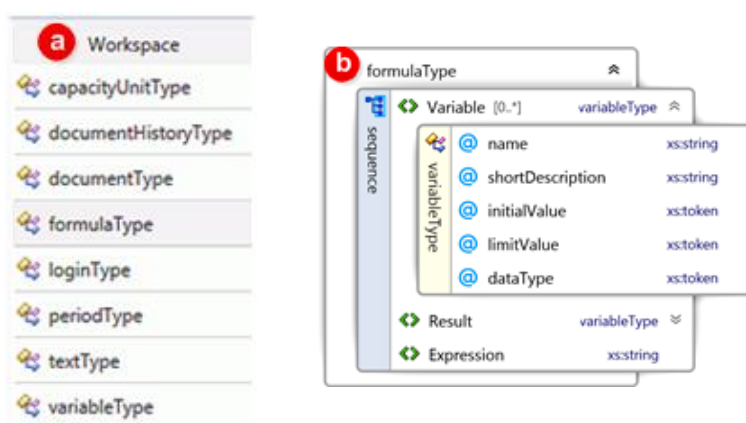 a Workspace
capacityUnitType
documentHistoryType
documentType
formulaType
loginType
periodType
textType
variableType
b
formulaType
sequence
Variable [0..*] variableType
variableType
@ name xs:string
@ shortDescription xs:string
@ initialValue xs:token
@ limitValue xs:token
@ dataType xs:token
Result variableType
Expression xs:string